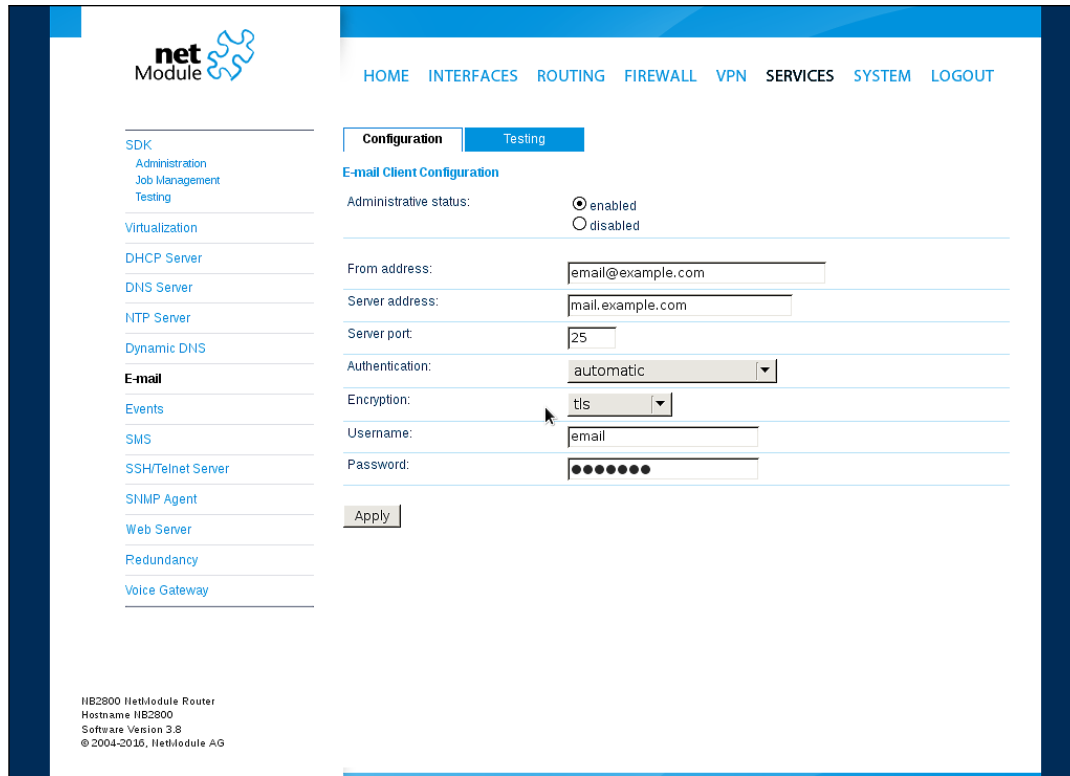 net
Module
HOME INTERFACES ROUTING FIREWALL VPN SERVICES SYSTEM LOGOUT
SDK
Administration
Job Management
Testing
Virtualization
DHCP Server
DNS Server
NTP Server
Dynamic DNS
E-mail
Events
SMS
SSH/Telnet Server
SNMP Agent
Web Server
Redundancy
Voice Gateway
Configuration Testing
E-mail Client Configuration
Administrative status: enabled
disabled
From address: email@example.com
Server address: mail.example.com
Server port: 25
Authentication: automatic
Encryption: tls
Username: email
Password: ●●●●●●●
Apply
NB2800 NetModule Router
Hostname NB2800
Software Version 3.8
© 2004-2016, NetModule AG